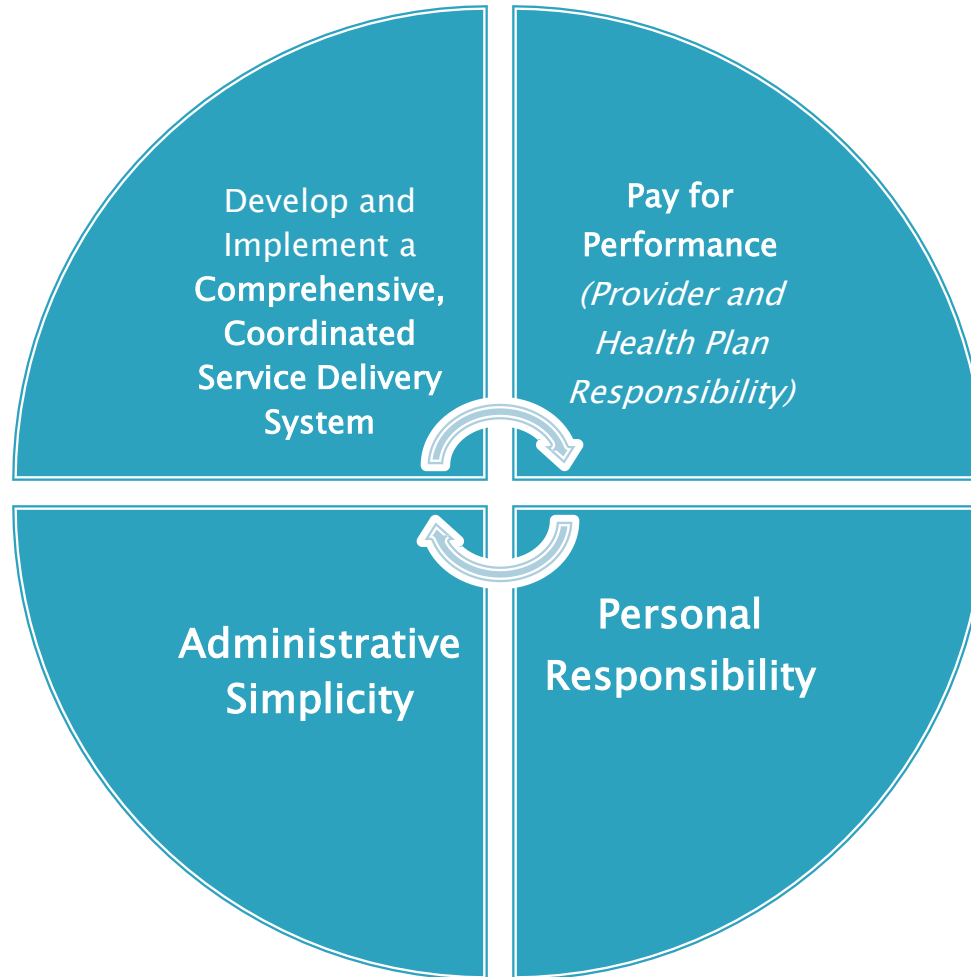 Develop and
Implement a
Comprehensive,
Coordinated
Service Delivery
System
Pay for
Performance
(Provider and
Health Plan
Responsibility)
Administrative
Simplicity
Personal
Responsibility